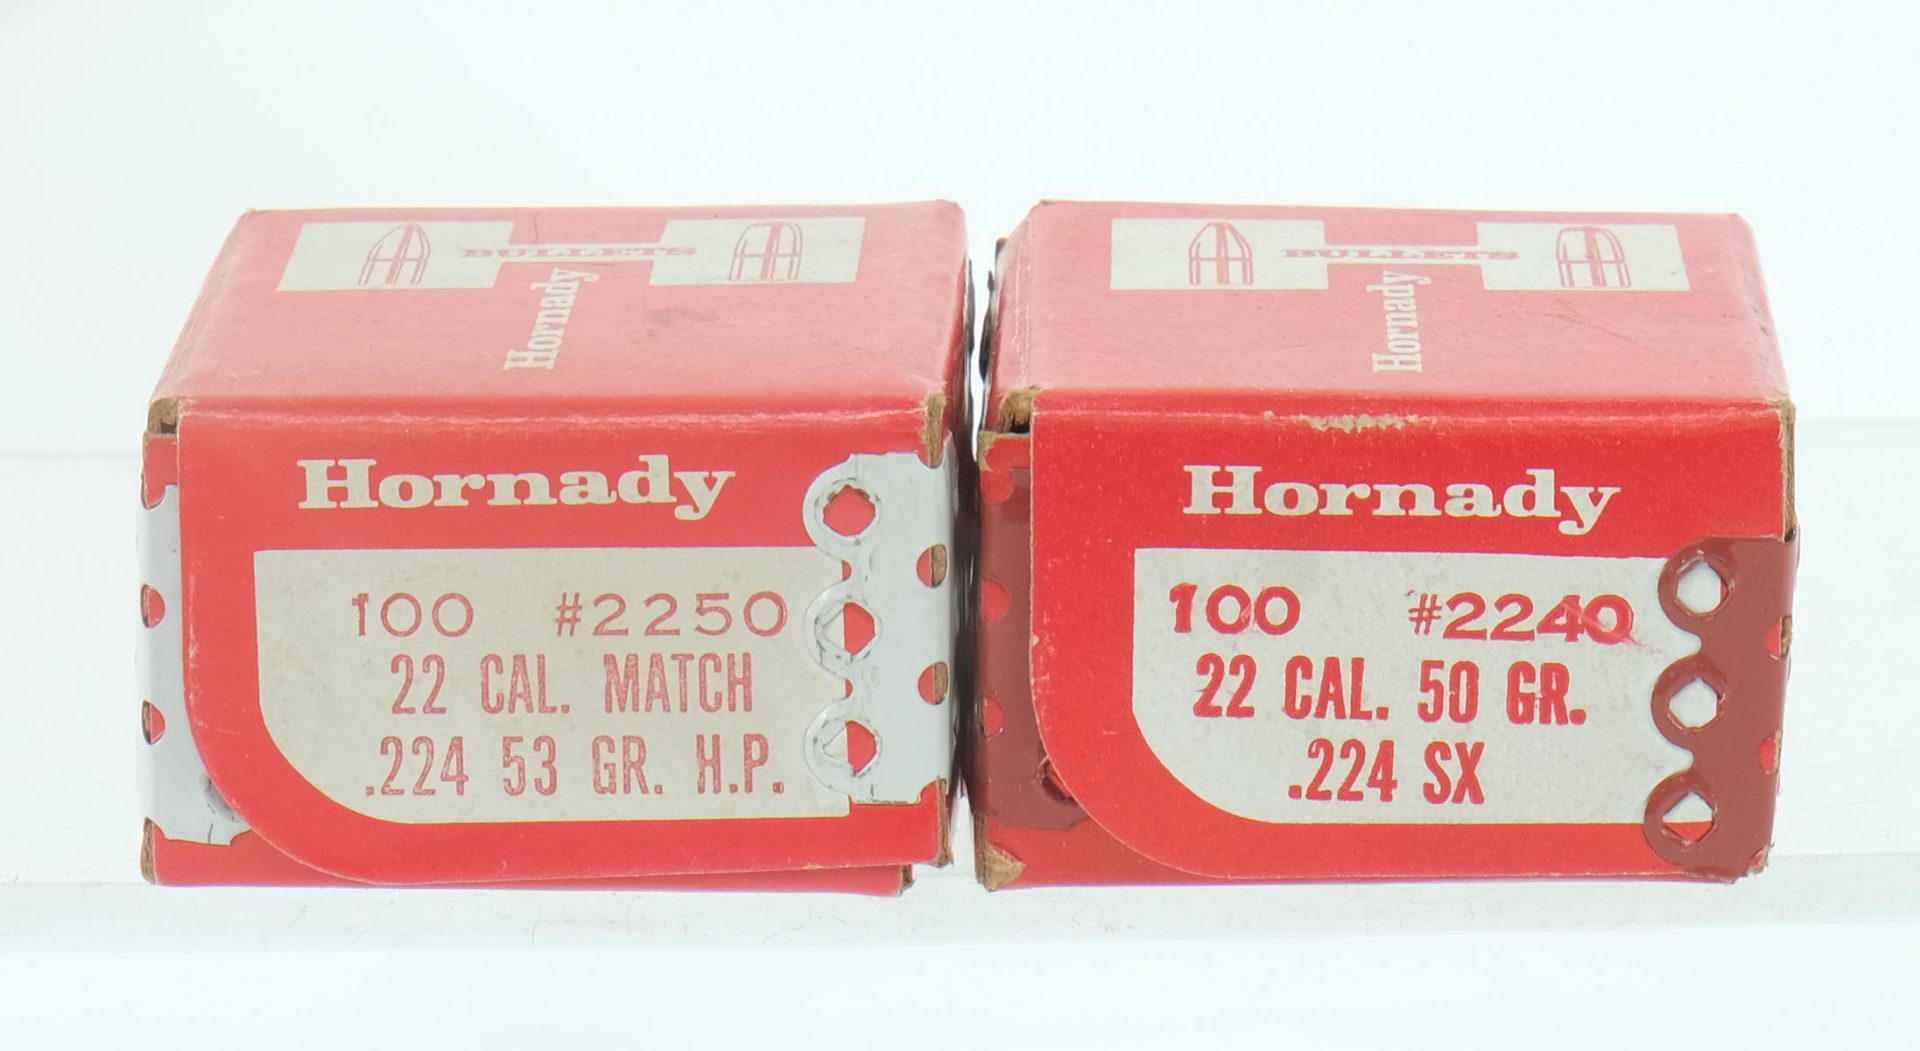 BULLETS
Hornady
Hornady
100 #2250
22 CAL. MATCH
.224 53 GR. H.P.
BULLETS
Hornady
Hornady
100 #2240
22 CAL. 50 GR.
.224 SX